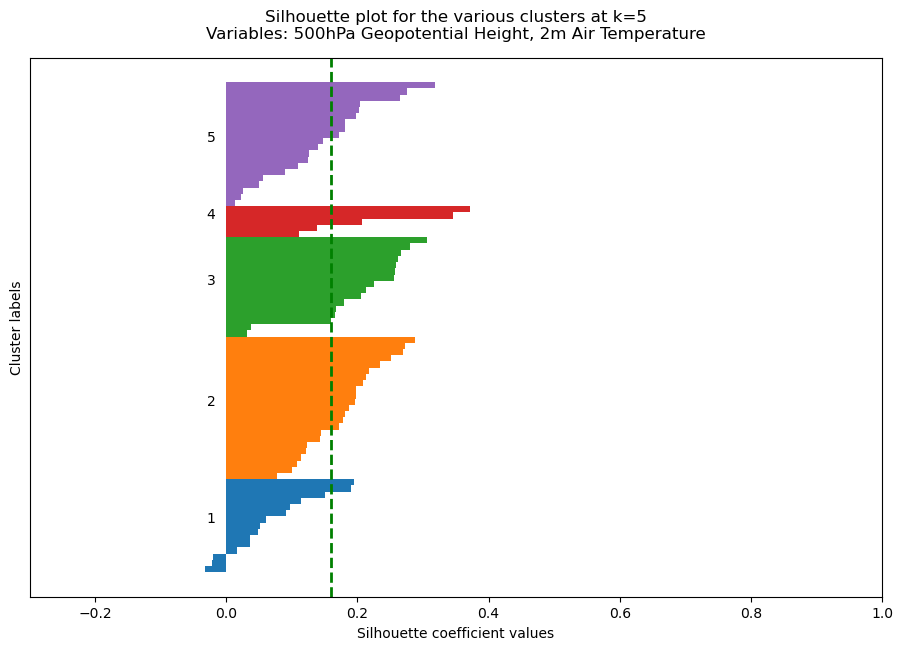 Silhouette plot for the various clusters at k=5
Variables: 500hPa Geopotential Height, 2m Air Temperature
Cluster labels
5
4
3
2
1
−0.2 0.0 0.2 0.4 0.6 0.8 1.0
Silhouette coefficient values